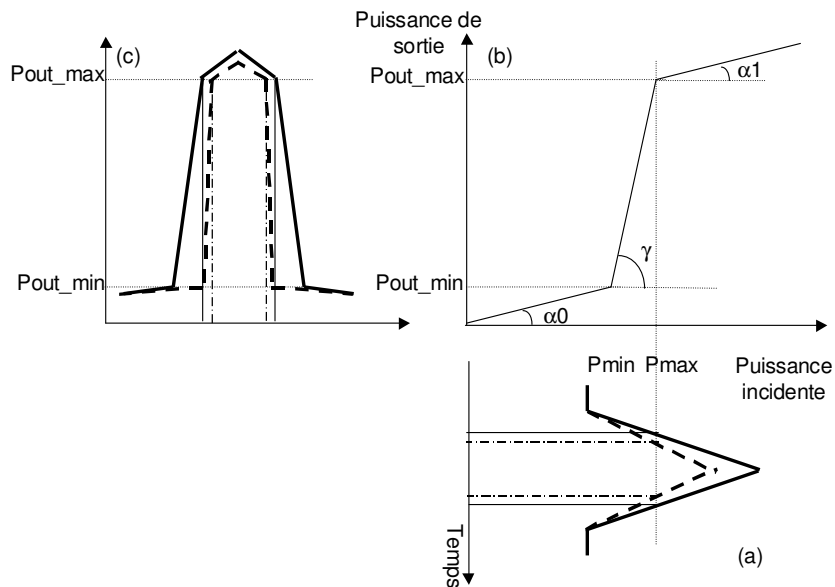 (c)
Pout_max
Pout_min
Puissance de
sortie
(b)
Pout_max
α1
Pout_min
γ
α0
Pmin Pmax
Puissance
incidente
Temps
(a)